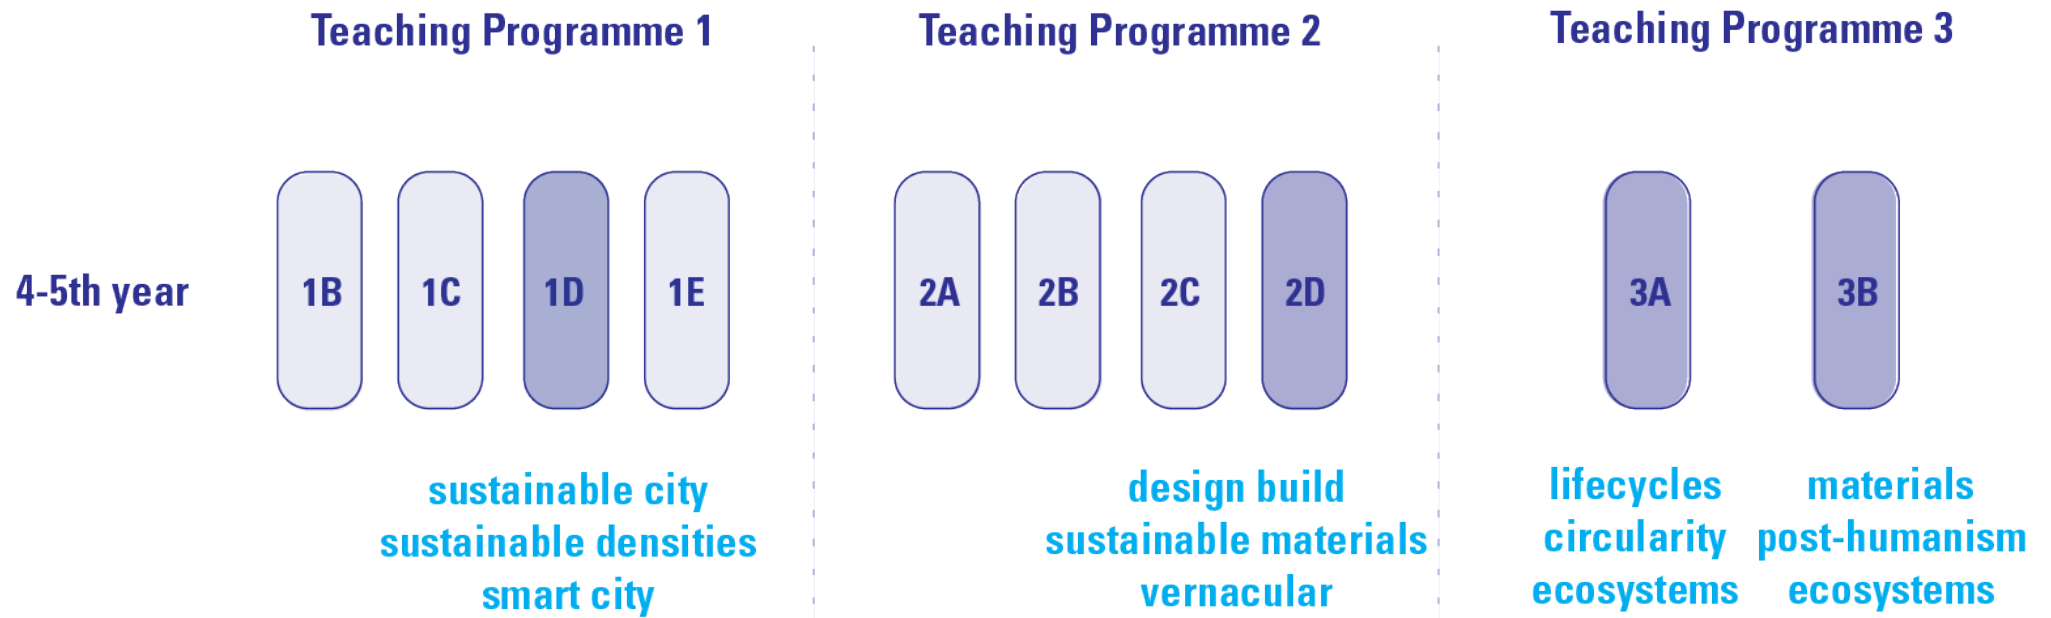 Teaching Programme 1
Teaching Programme 2
Teaching Programme 3
4-5th year
1B
1C
1D
1E
2A
2B
2C
2D
3A
3B
sustainable city
sustainable densities
smart city
design build
sustainable materials
vernacular
lifecycles
circularity
ecosystems
materials
post-humanism
ecosystems